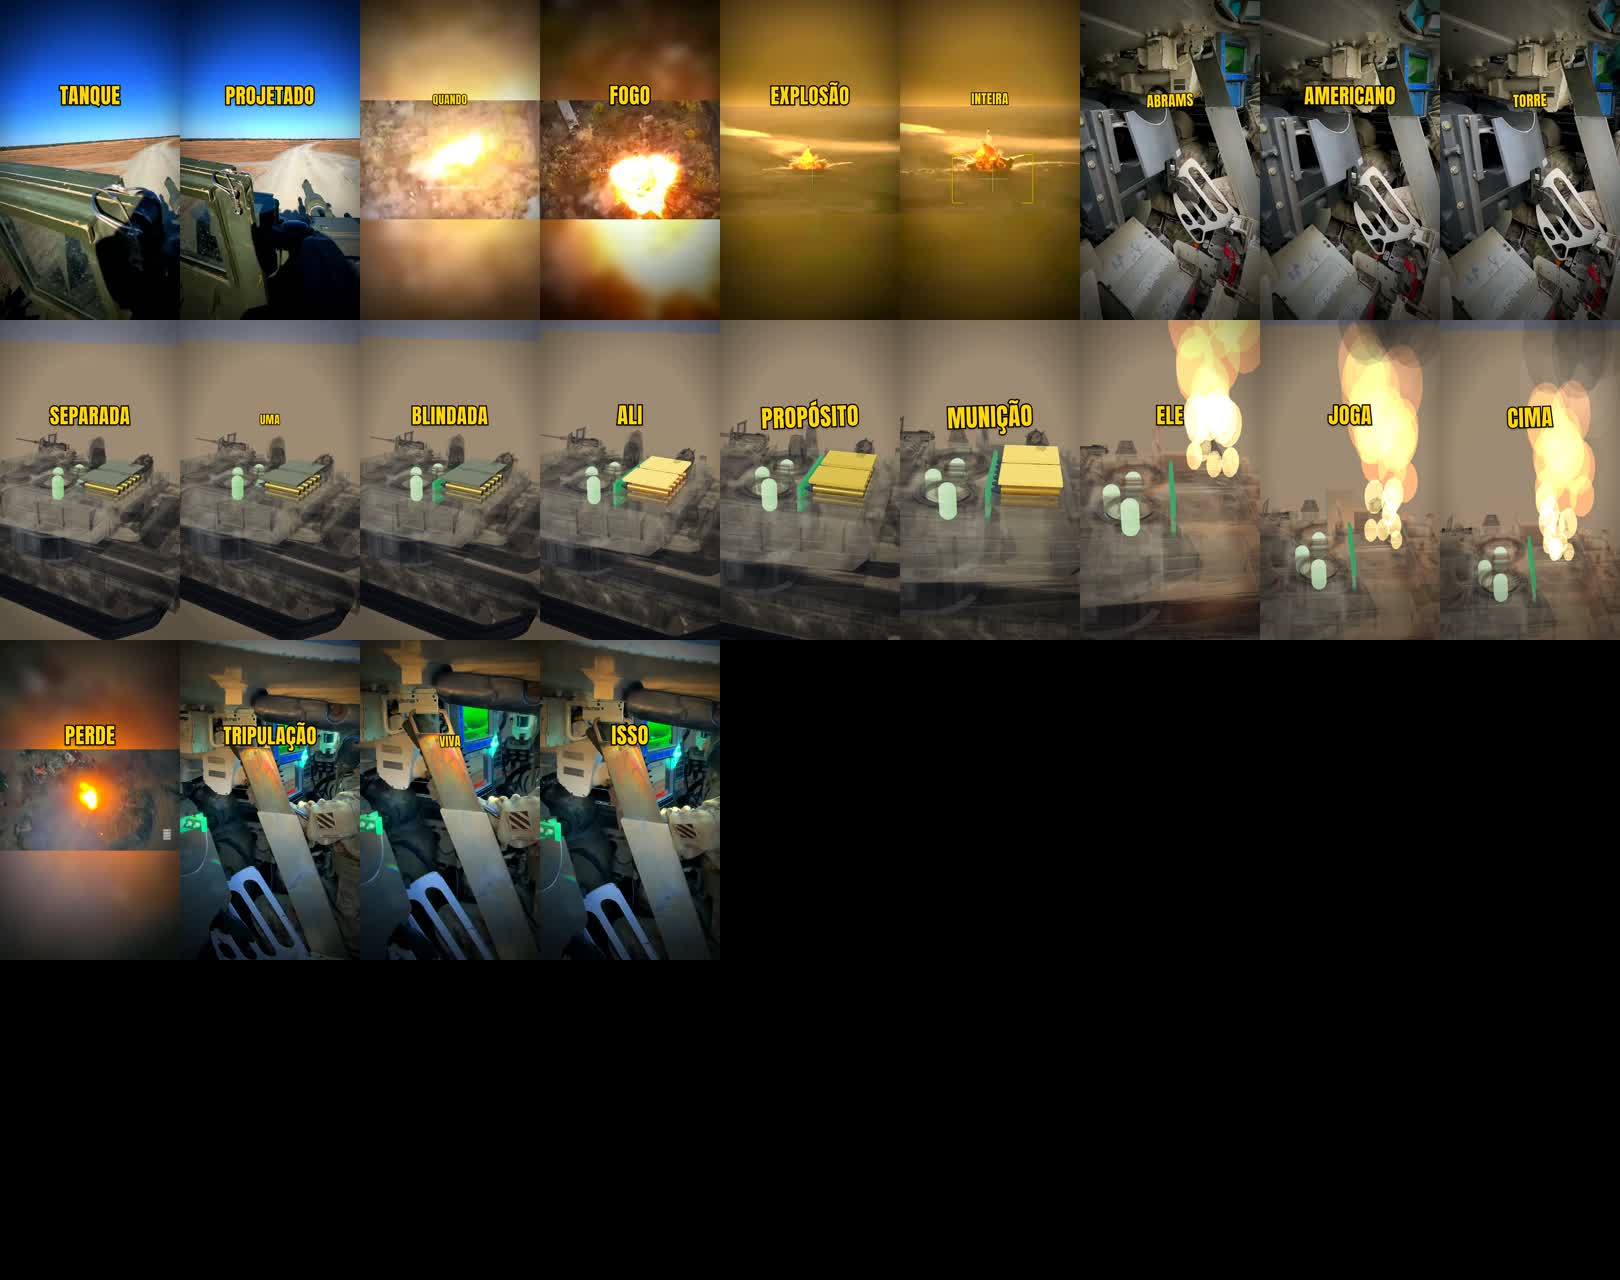 TANQUE
PROJETADO
QUANDO
FOGO
EXPLOSÃO
INTEIRA
ABRAMS
AMERICANO
TORRE
SEPARADA
UMA
BLINDADA
ALI
PROPÓSITO
MUNIÇÃO
ELE
JOGA
CIMA
PERDE
TRIPULAÇÃO
VIVA
ISSO